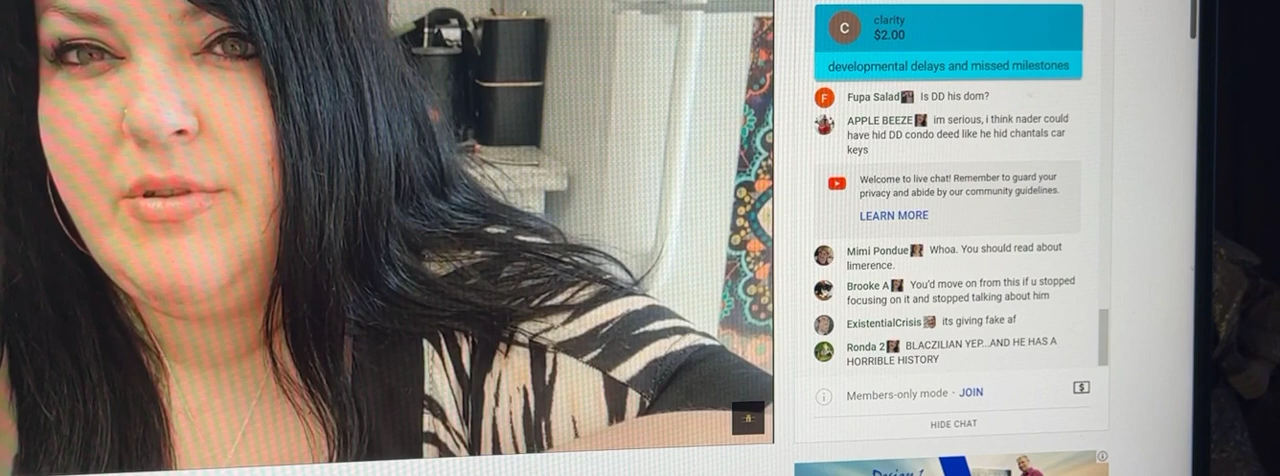 C
clarity
$2.00
developmental delays and missed milestones
F
Fupa Salad Is DD his dom?
APPLE BEEZE im serious, i think nader could
have hid DD condo deed like he hid chantals car
keys
Welcome to live chat! Remember to guard your
privacy and abide by our community guidelines.
LEARN MORE
Mimi Pondue Whoa. You should read about
limerence.
Brooke A You'd move on from this if u stopped
focusing on it and stopped talking about him
ExistentialCrisis its giving fake af
Ronda 2 BLACZILIAN YEP...AND HE HAS A
HORRIBLE HISTORY
Members-only mode · JOIN
$
HIDE CHAT